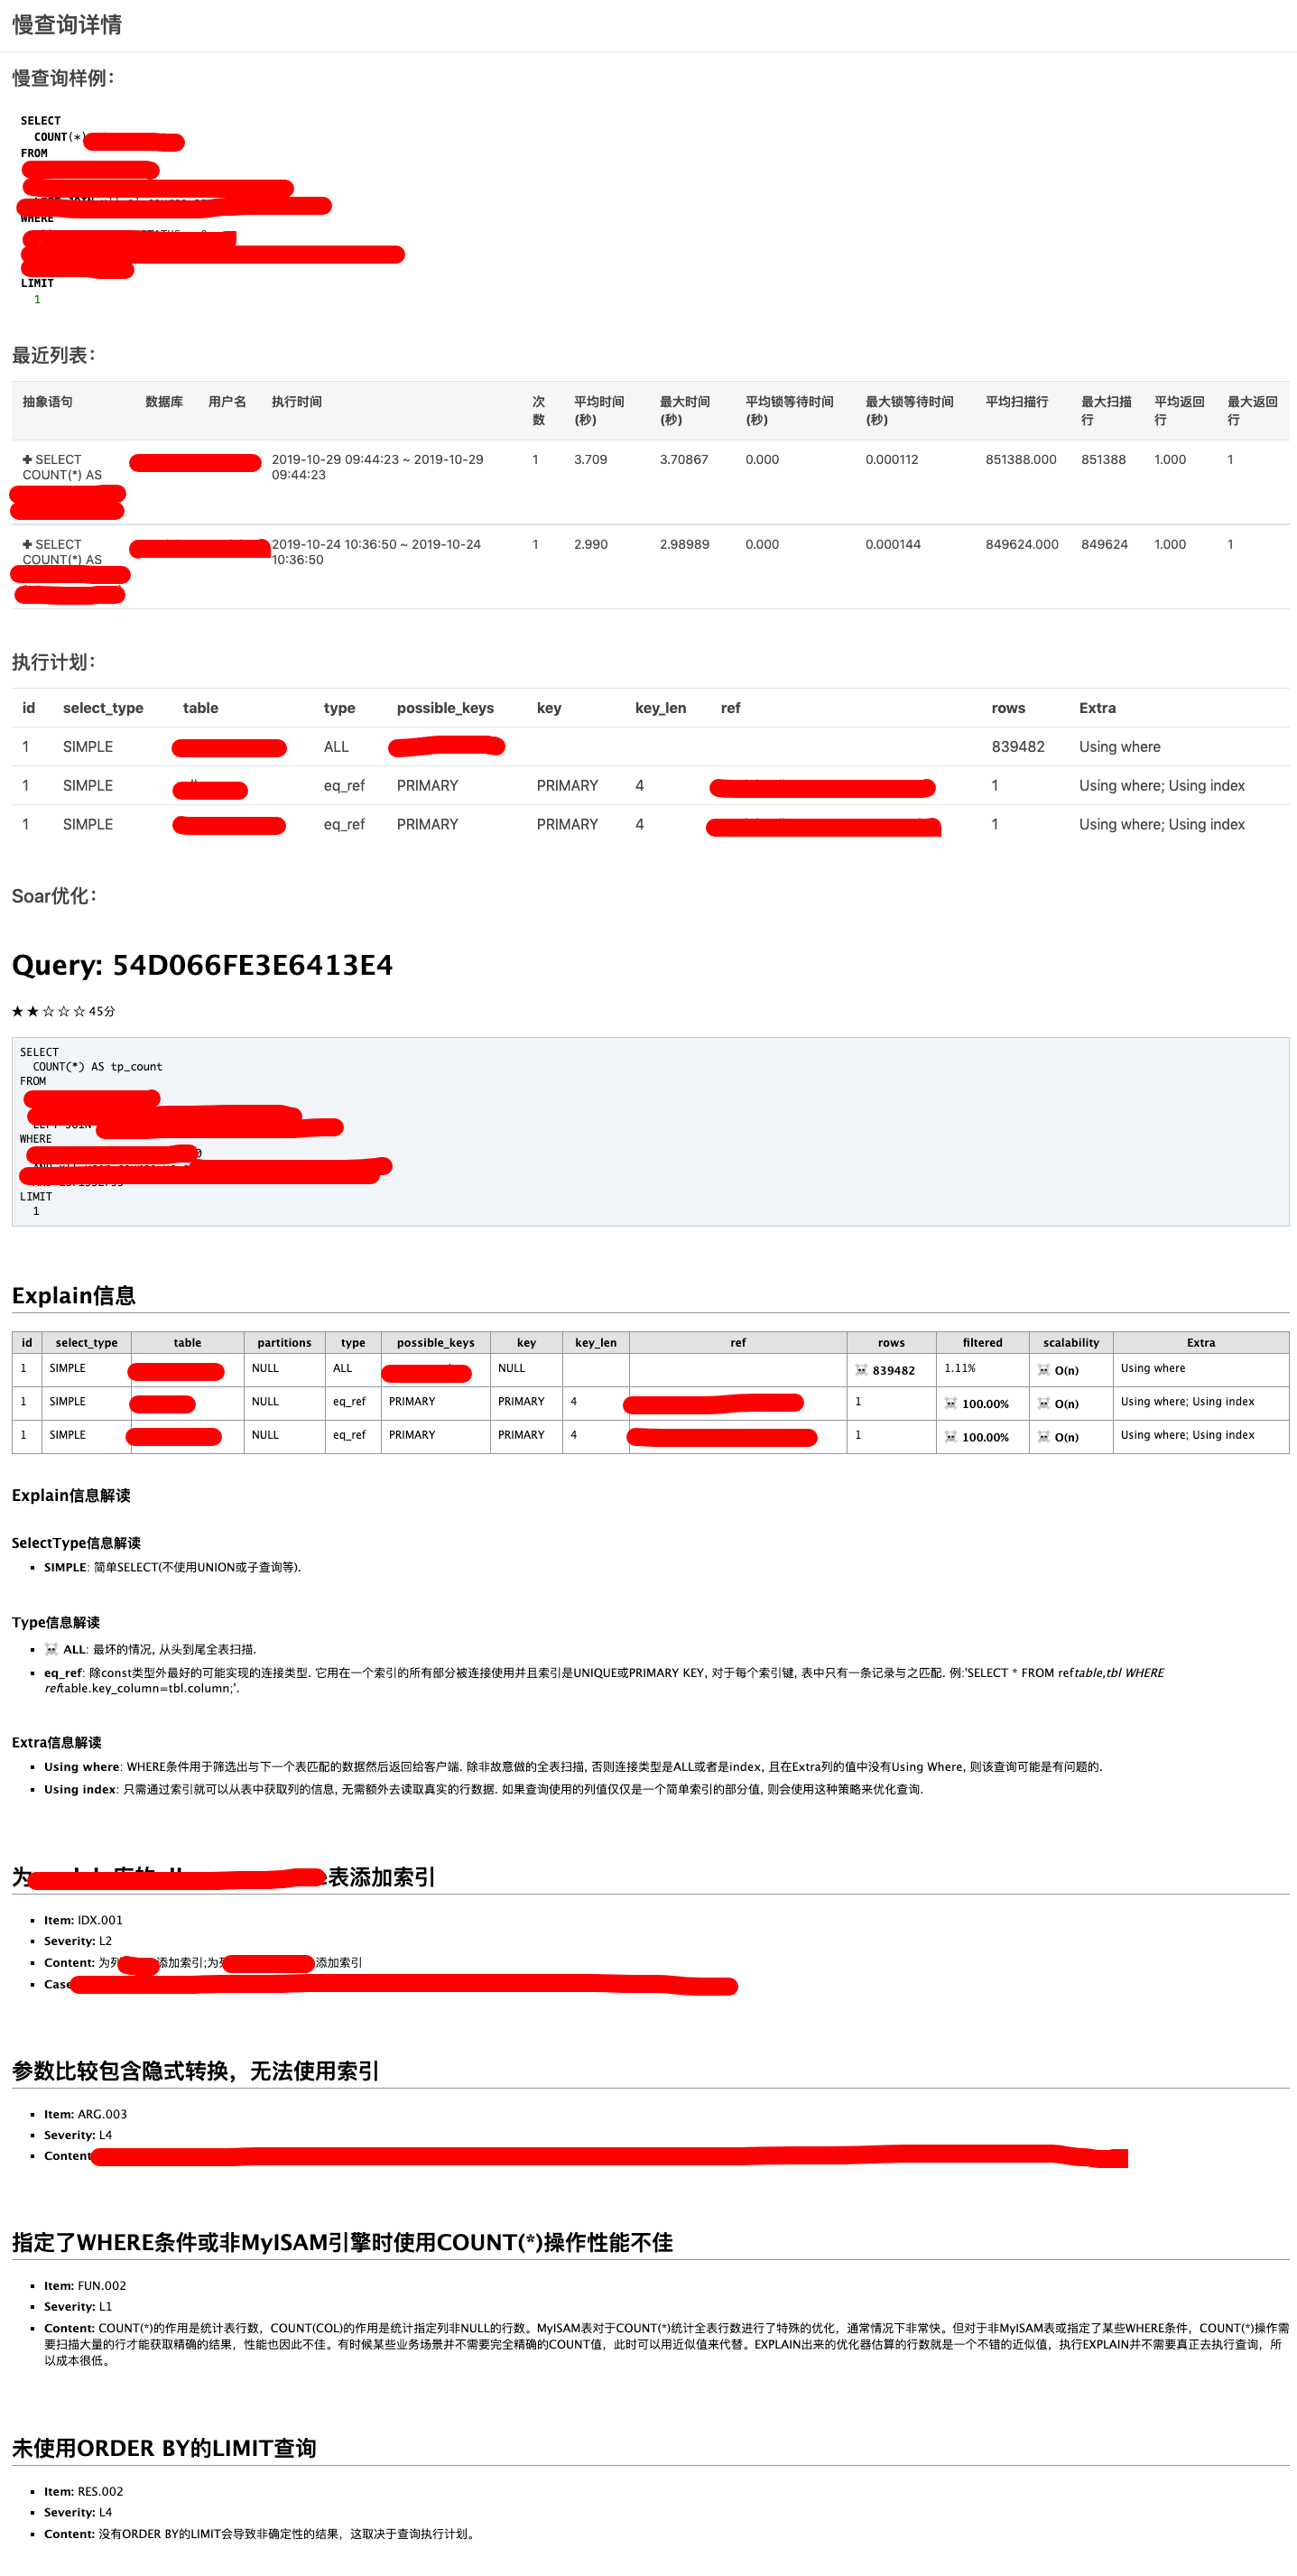 慢查询详情
慢查询样例：
SELECT
COUNT(*)
FROM
WHERE
LIMIT
1
最近列表：
抽象语句 数据库 用户名 执行时间 次数 平均时间(秒) 最大时间(秒) 平均锁等待时间(秒) 最大锁等待时间(秒) 平均扫描行 最大扫描行 平均返回行 最大返回行
SELECT 2019-10-29 09:44:23 ~ 2019-10-29 1 3.709 3.70867 0.000 0.000112 851388.000 851388 1.000 1
COUNT(*) AS 09:44:23
SELECT 2019-10-24 10:36:50 ~ 2019-10-24 1 2.990 2.98989 0.000 0.000144 849624.000 849624 1.000 1
COUNT(*) AS 10:36:50
执行计划：
id select_type table type possible_keys key key_len ref rows Extra
1 SIMPLE ALL 839482 Using where
1 SIMPLE eq_ref PRIMARY PRIMARY 4 1 Using where; Using index
1 SIMPLE eq_ref PRIMARY PRIMARY 4 1 Using where; Using index
Soar优化：
Query: 54D066FE3E6413E4
★ ★ ☆ ☆ ☆ 45分
SELECT
COUNT(*) AS tp_count
FROM
WHERE
LIMIT
1
Explain信息
id select_type table partitions type possible_keys key key_len ref rows filtered scalability Extra
1 SIMPLE NULL ALL NULL ☠️ 839482 1.11% ☠️ O(n) Using where
1 SIMPLE NULL eq_ref PRIMARY PRIMARY 4 1 ☠️ 100.00% ☠️ O(n) Using where; Using index
1 SIMPLE NULL eq_ref PRIMARY PRIMARY 4 1 ☠️ 100.00% ☠️ O(n) Using where; Using index
Explain信息解读
SelectType信息解读
SIMPLE: 简单SELECT(不使用UNION或子查询等).
Type信息解读
☠️ ALL: 最坏的情况, 从头到尾全表扫描.
eq_ref: 除const类型外最好的可能实现的连接类型. 它用在一个索引的所有部分被连接使用并且索引是UNIQUE或PRIMARY KEY, 对于每个索引键, 表中只有一条记录与之匹配. 例:'SELECT * FROM reftable,tbl WHERE
reftable.key_column=tbl.column;'.
Extra信息解读
Using where: WHERE条件用于筛选出与下一个表匹配的数据然后返回给客户端. 除非故意做的全表扫描, 否则连接类型是ALL或者是index, 且在Extra列的值中没有Using Where, 则该查询可能是有问题的.
Using index: 只需通过索引就可以从表中获取列的信息, 无需额外去读取真实的行数据. 如果查询使用的列值仅仅是一个简单索引的部分值, 则会使用这种策略来优化查询.
为 表添加索引
Item: IDX.001
Severity: L2
Content: 为列 添加索引;为列 添加索引
Case
参数比较包含隐式转换，无法使用索引
Item: ARG.003
Severity: L4
Content
指定了WHERE条件或非MyISAM引擎时使用COUNT(*)操作性能不佳
Item: FUN.002
Severity: L1
Content: COUNT(*)的作用是统计表行数，COUNT(COL)的作用是统计指定列非NULL的行数。MyISAM表对于COUNT(*)统计全表行数进行了特殊的优化，通常情况下非常快。但对于非MyISAM表或指定了某些WHERE条件，COUNT(*)操作需
要扫描大量的行才能获取精确的结果，性能也因此不佳。有时候某些业务场景并不需要完全精确的COUNT值，此时可以用近似值来代替。EXPLAIN出来的优化器估算的行数就是一个不错的近似值，执行EXPLAIN并不需要真正去执行查询，所
以成本很低。
未使用ORDER BY的LIMIT查询
Item: RES.002
Severity: L4
Content: 没有ORDER BY的LIMIT会导致非确定性的结果，这取决于查询执行计划。